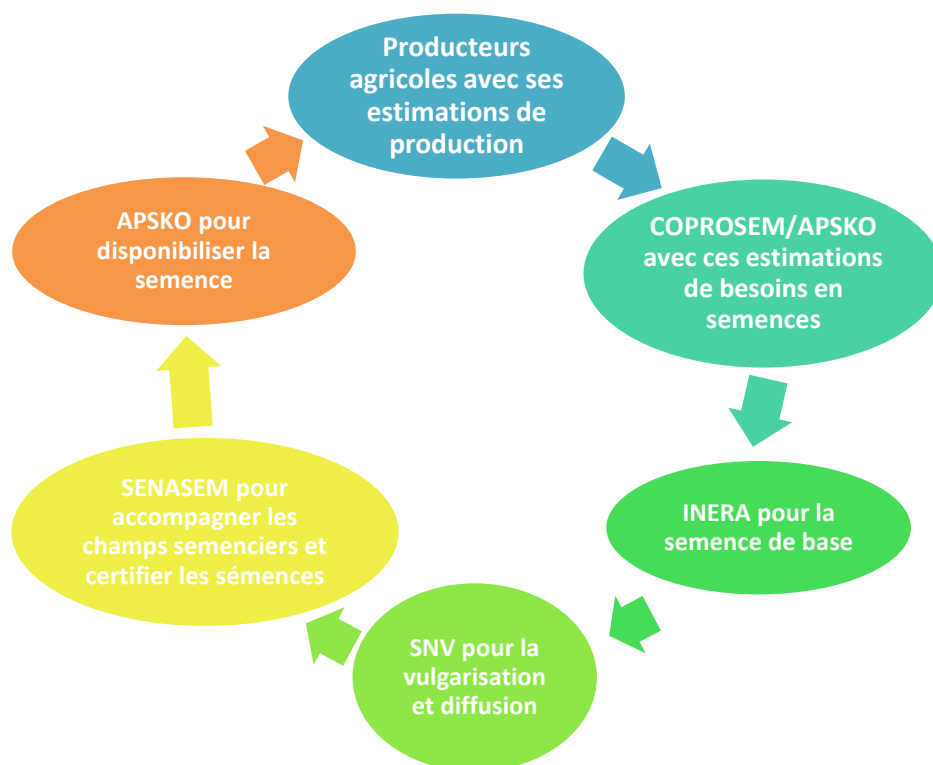 Producteurs
agricoles avec ses
estimations de
production
COPROSEM/APSKO
avec ces estimations
de besoins en
semences
INERA pour la
semence de base
SNV pour la
vulgarisation
et diffusion
SENASEM pour
accompagner les
champs semenciers et
certifier les sémences
APSKO pour
disponibiliser la
semence